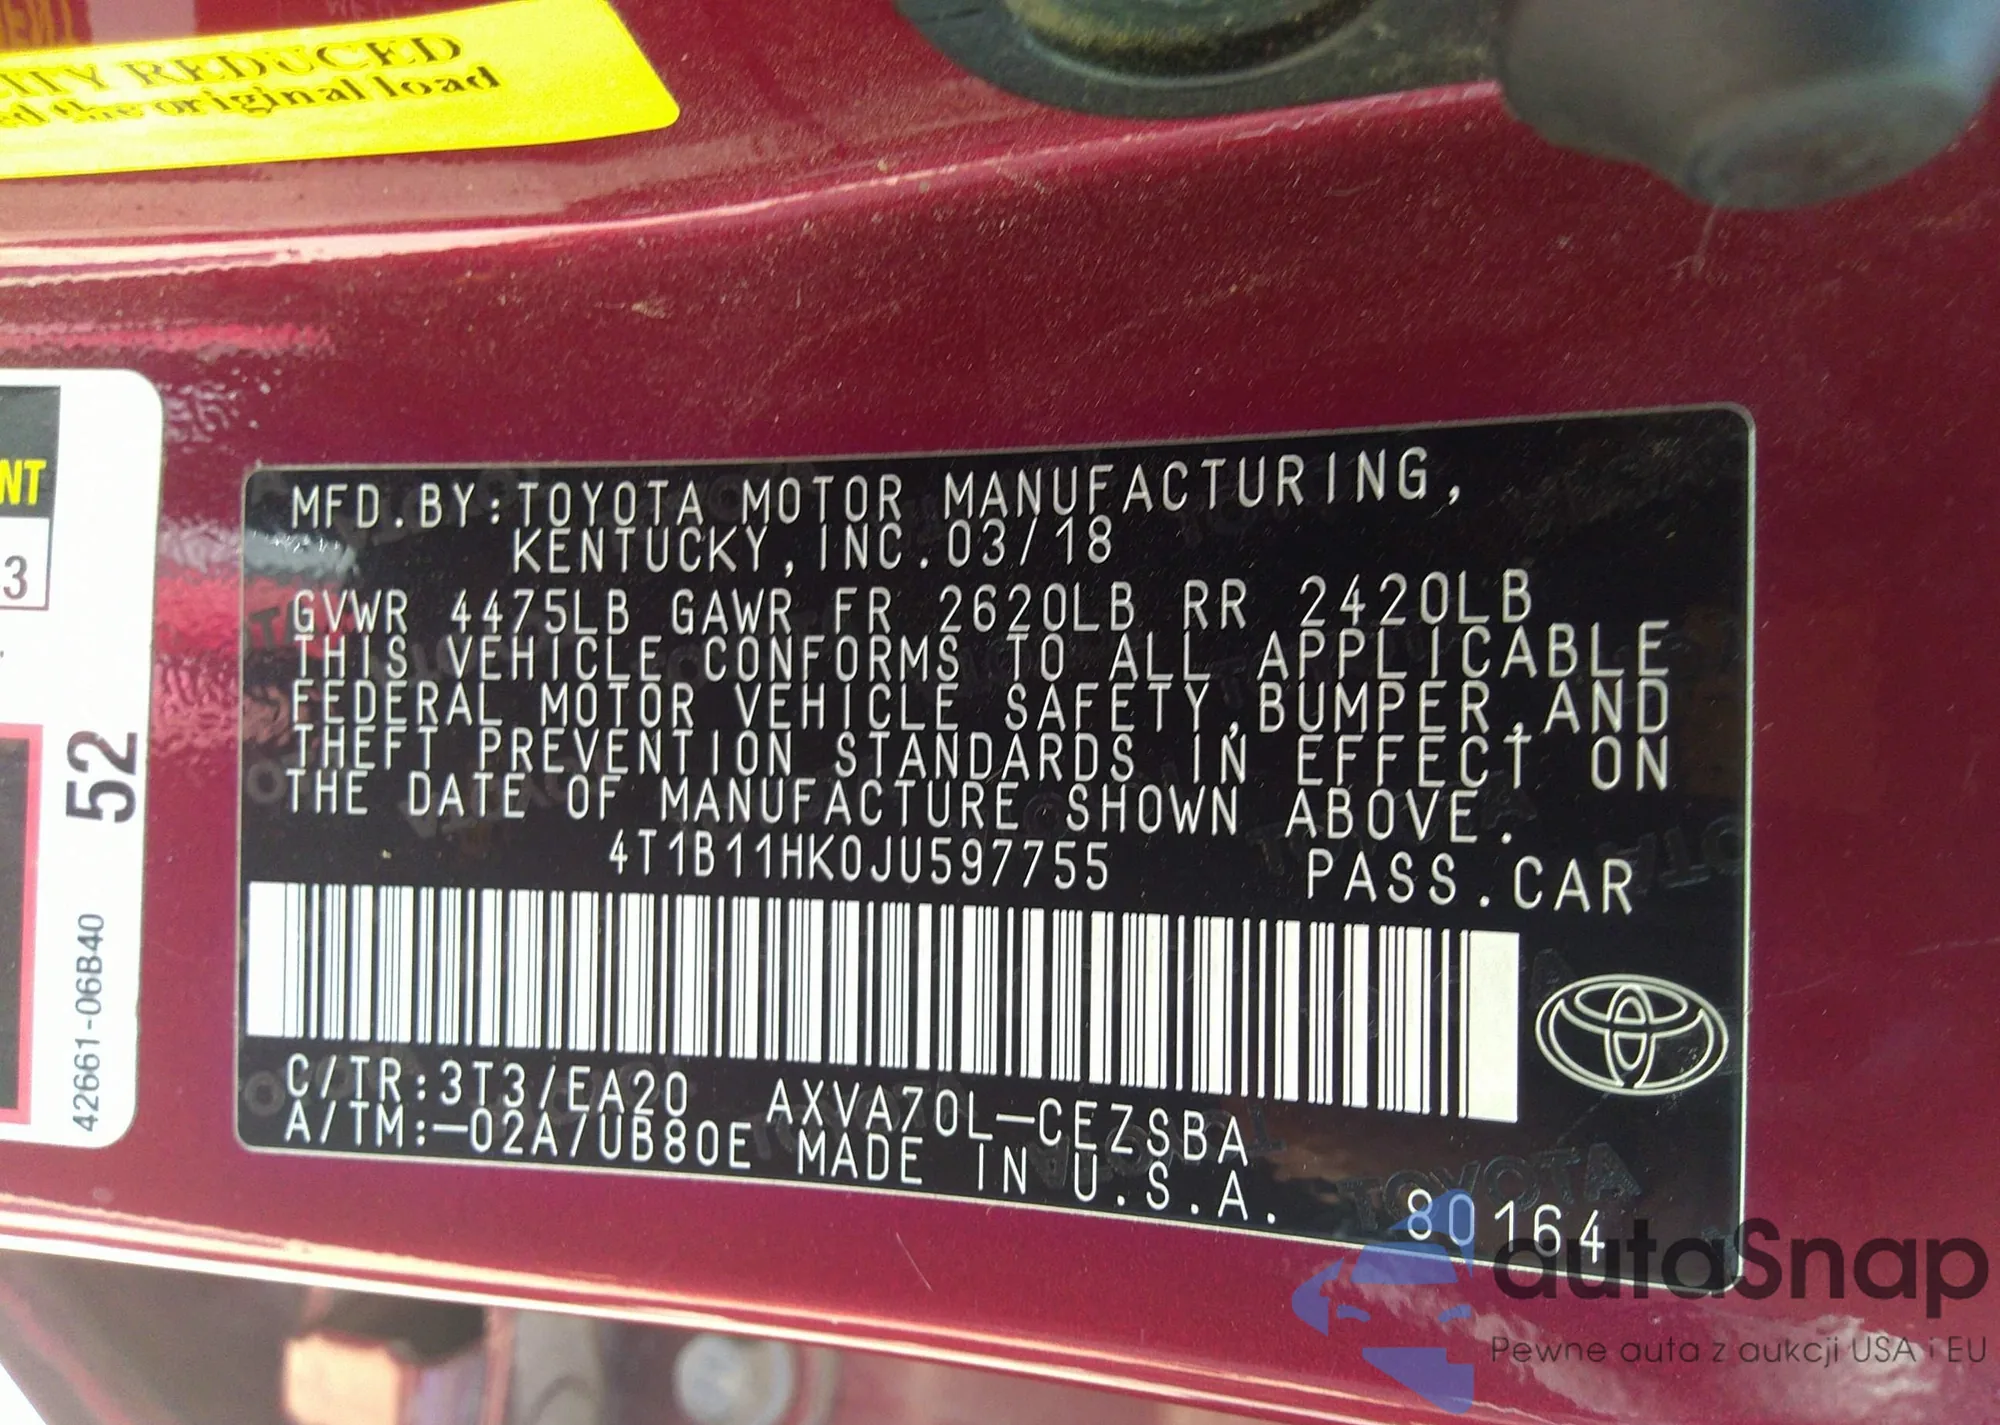 REDUCED
the original load
NT
3
52
42661-06B40
MFD.BY:TOYOTA MOTOR MANUFACTURING,
KENTUCKY,INC.03/18
GVWR 4475LB GAWR FR 2620LB RR 2420LB
THIS VEHICLE CONFORMS TO ALL APPLICABLE
FEDERAL MOTOR VEHICLE SAFETY,BUMPER,AND
THEFT PREVENTION STANDARDS IN EFFECT ON
THE DATE OF MANUFACTURE SHOWN ABOVE.
4T1B11HK0JU597755 PASS.CAR
C/TR:3T3/EA20 AXVA70L-CEZSBA
A/TM:-02A/UB80E MADE IN U.S.A.
80164
autaSnap
Pewne auta z aukcji USA i EU